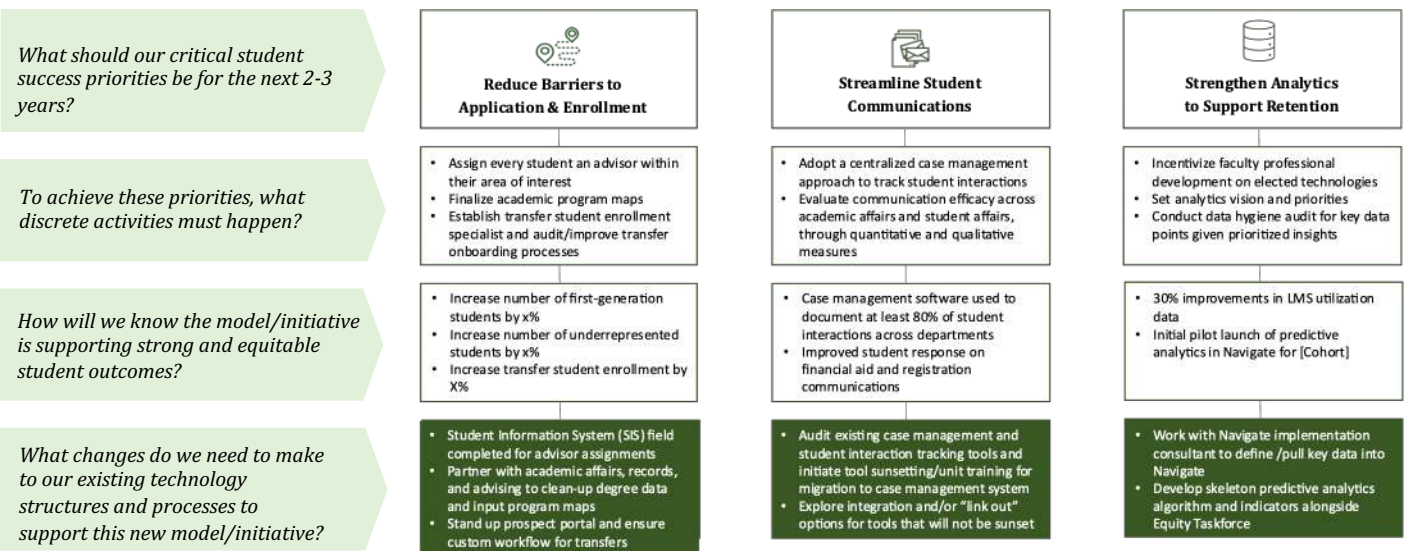 What should our critical student
success priorities be for the next 2-3
years?
Reduce Barriers to
Application & Enrollment
Streamline Student
Communications
Strengthen Analytics
to Support Retention
To achieve these priorities, what
discrete activities must happen?
• Assign every student an advisor within
their area of interest
• Finalize academic program maps
• Establish transfer student enrollment
specialist and audit/improve transfer
onboarding processes
• Adopt a centralized case management
approach to track student interactions
• Evaluate communication efficacy across
academic affairs and student affairs,
through quantitative and qualitative
measures
• Incentivize faculty professional
development on elected technologies
• Set analytics vision and priorities
• Conduct data hygiene audit for key data
points given prioritized insights
How will we know the model/initiative
is supporting strong and equitable
student outcomes?
• Increase number of first-generation
students by x%
• Increase number of underrepresented
students by x%
• Increase transfer student enrollment by
X%
• Case management software used to
document at least 80% of student
interactions across departments
• Improved student response on
financial aid and registration
communications
• 30% improvements in LMS utilization
data
• Initial pilot launch of predictive
analytics in Navigate for [Cohort]
What changes do we need to make
to our existing technology
structures and processes to
support this new model/initiative?
• Student Information System (SIS) field
completed for advisor assignments
• Partner with academic affairs, records,
and advising to clean-up degree data
and input program maps
• Stand up prospect portal and ensure
custom workflow for transfers
• Audit existing case management and
student interaction tracking tools and
initiate tool sunsetting/unit training for
migration to case management system
• Explore integration and/or “link out”
options for tools that will not be sunset
• Work with Navigate implementation
consultant to define /pull key data into
Navigate
• Develop skeleton predictive analytics
algorithm and indicators alongside
Equity Taskforce